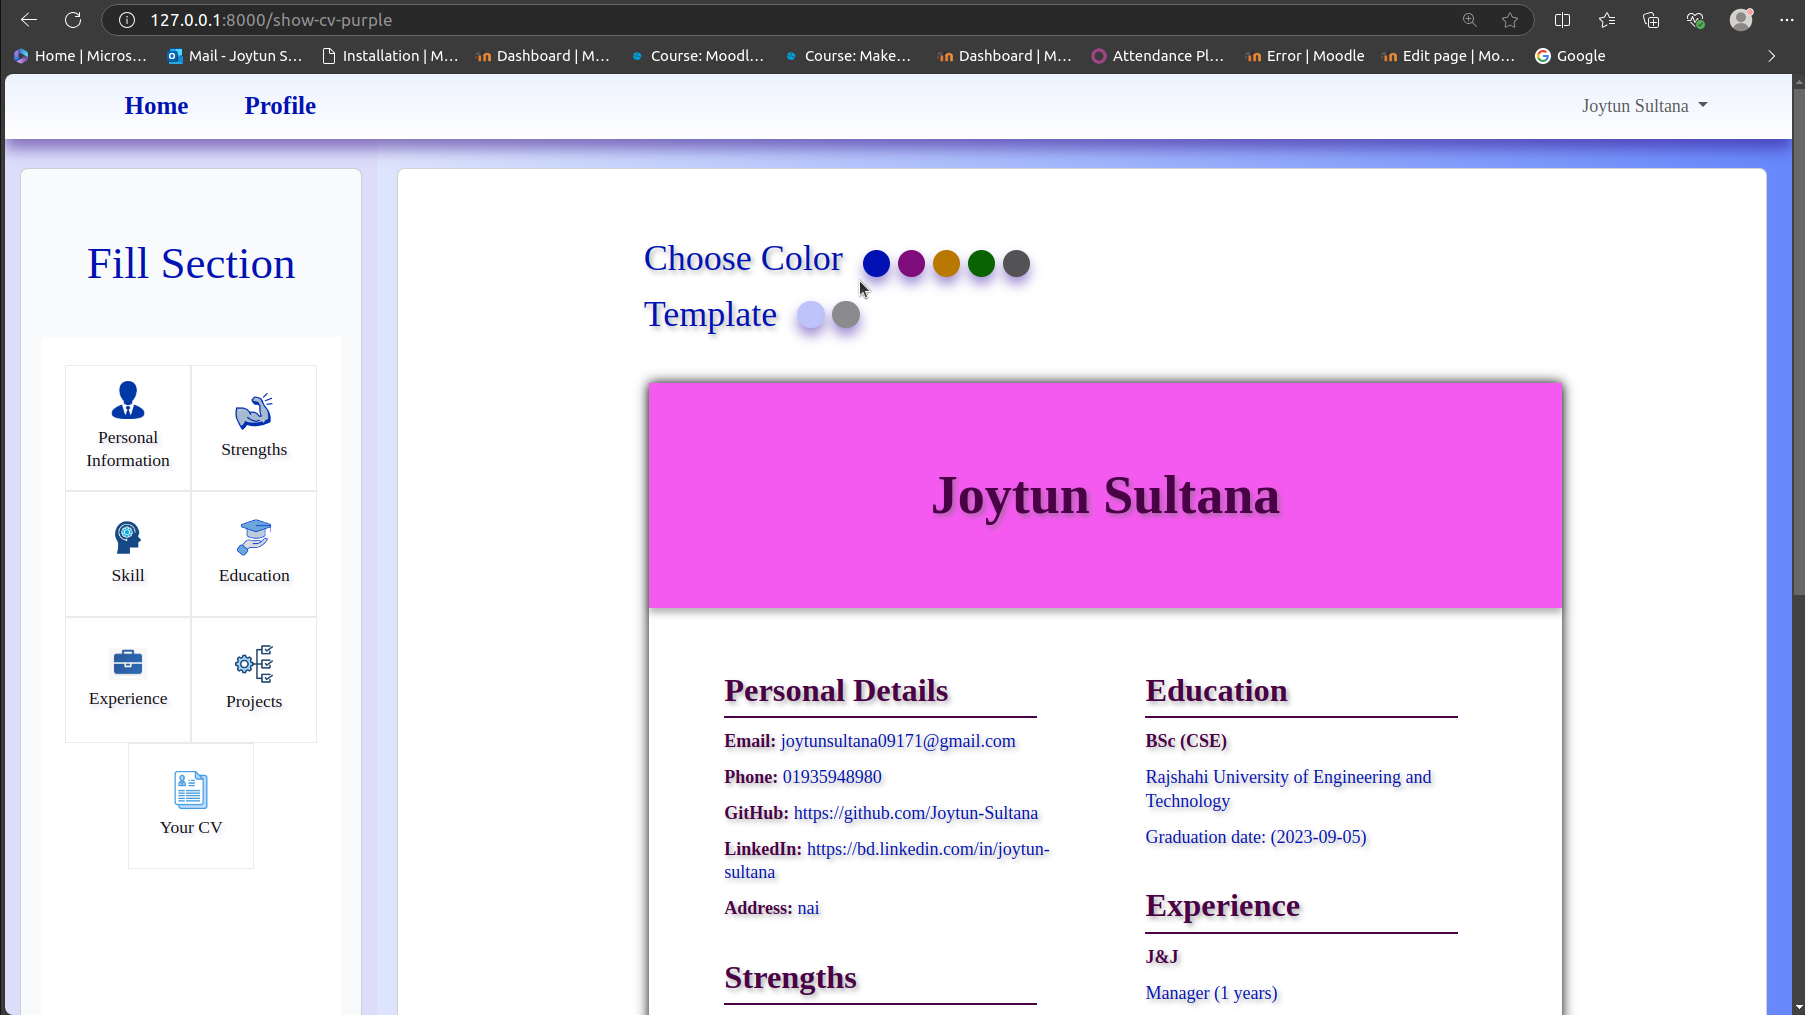 127.0.0.1:8000/show-cv-purple
Home | Micros...
Mail - Joytun S...
Installation | M...
Dashboard | M...
Course: Moodl...
Course: Make...
Dashboard | M...
Attendance Pl...
Error | Moodle
Edit page | Mo...
Google
Home
Profile
Joytun Sultana
Fill Section
Personal
Information
Strengths
Skill
Education
Experience
Projects
Your CV
Choose Color
Template
Joytun Sultana
Personal Details
Email: joytunsultana09171@gmail.com
Phone: 01935948980
GitHub: https://github.com/Joytun-Sultana
LinkedIn: https://bd.linkedin.com/in/joytun-
sultana
Address: nai
Strengths
Education
BSc (CSE)
Rajshahi University of Engineering and
Technology
Graduation date: (2023-09-05)
Experience
J&J
Manager (1 years)